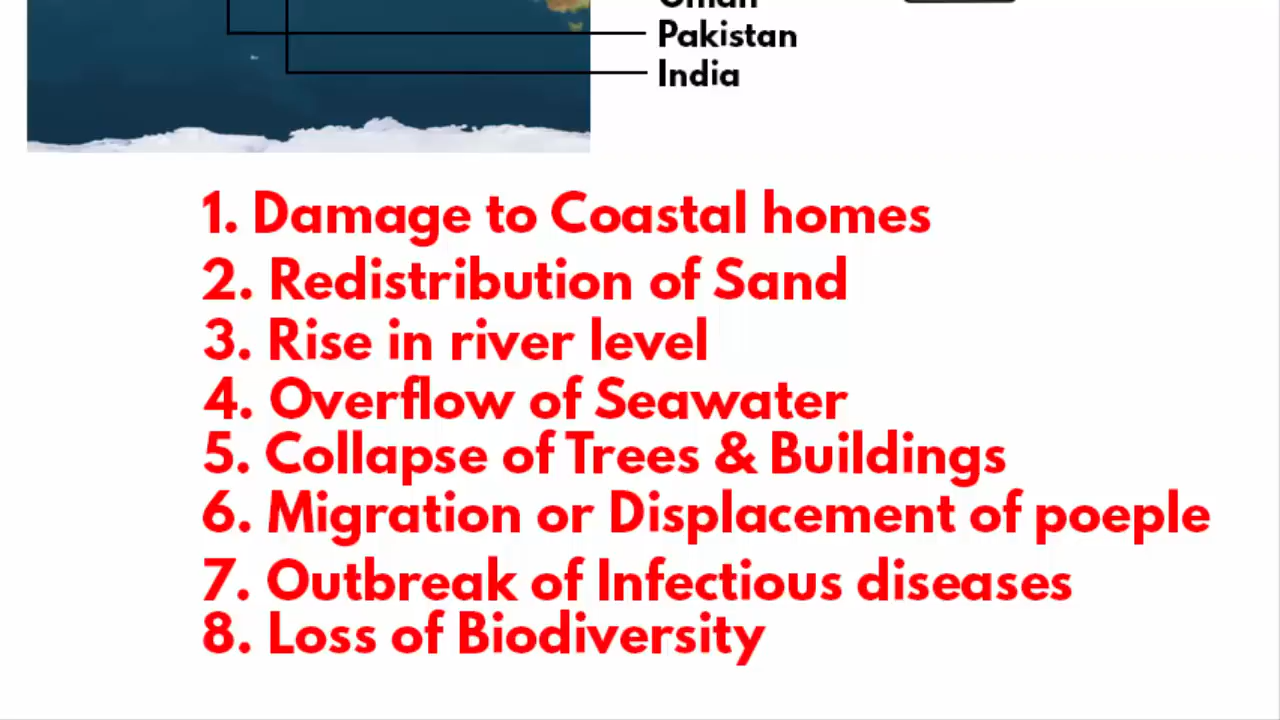 Oman
Pakistan
India
1. Damage to Coastal homes
2. Redistribution of Sand
3. Rise in river level
4. Overflow of Seawater
5. Collapse of Trees & Buildings
6. Migration or Displacement of poeple
7. Outbreak of Infectious diseases
8. Loss of Biodiversity